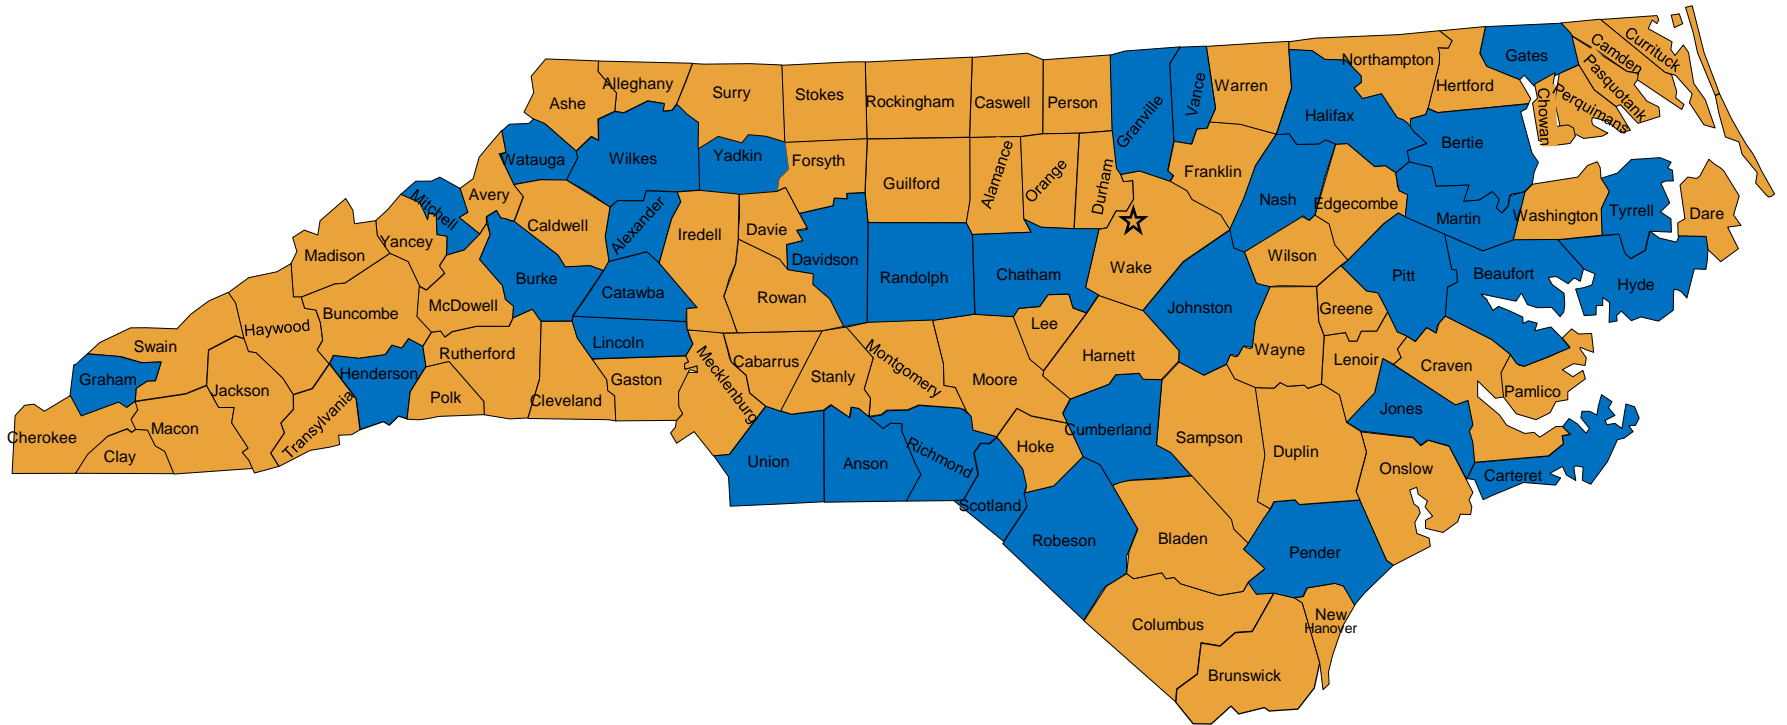 Ashe
Alleghany
Surry
Stokes
Rockingham
Caswell
Person
Granville
Vance
Warren
Northampton
Hertford
Gates
Camden
Currituck
Pasquotank
Perquimans
Chowan
Halifax
Bertie
Watauga
Wilkes
Yadkin
Forsyth
Guilford
Alamance
Orange
Durham
Franklin
Nash
Edgecombe
Martin
Washington
Tyrrell
Dare
Mitchell
Avery
Caldwell
Alexander
Iredell
Davie
Davidson
Randolph
Chatham
Wake
Wilson
Pitt
Beaufort
Hyde
Madison
Yancey
Burke
Catawba
Rowan
Johnston
Greene
Buncombe
McDowell
Lincoln
Lee
Wayne
Lenoir
Craven
Pamlico
Swain
Haywood
Rutherford
Mecklenburg
Cabarrus
Stanly
Montgomery
Moore
Harnett
Graham
Jackson
Henderson
Polk
Cleveland
Gaston
Jones
Cherokee
Macon
Clay
Transylvania
Union
Anson
Richmond
Hoke
Cumberland
Sampson
Duplin
Onslow
Carteret
Scotland
Robeson
Bladen
Pender
Columbus
New
Hanover
Brunswick